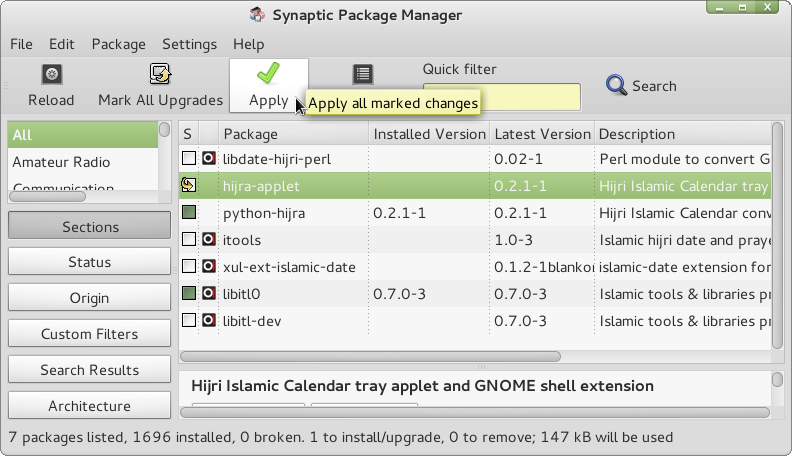 Synaptic Package Manager
File Edit Package Settings Help
Reload
Mark All Upgrades
Apply
Quick filter
Search
Apply all marked changes
All
Amateur Radio
Communication
Sections
Status
Origin
Custom Filters
Search Results
Architecture
S Package Installed Version Latest Version Description
libdate-hijri-perl 0.02-1 Perl module to convert G
hijra-applet 0.2.1-1 Hijri Islamic Calendar tray
python-hijra 0.2.1-1 0.2.1-1 Hijri Islamic Calendar conv
itools 1.0-3 Islamic hijri date and praye
xul-ext-islamic-date 0.1.2-1blankon islamic-date extension for
libitl0 0.7.0-3 0.7.0-3 Islamic tools & libraries pr
libitl-dev 0.7.0-3 Islamic tools & libraries pr
Hijri Islamic Calendar tray applet and GNOME shell extension
7 packages listed, 1696 installed, 0 broken. 1 to install/upgrade, 0 to remove; 147 kB will be used